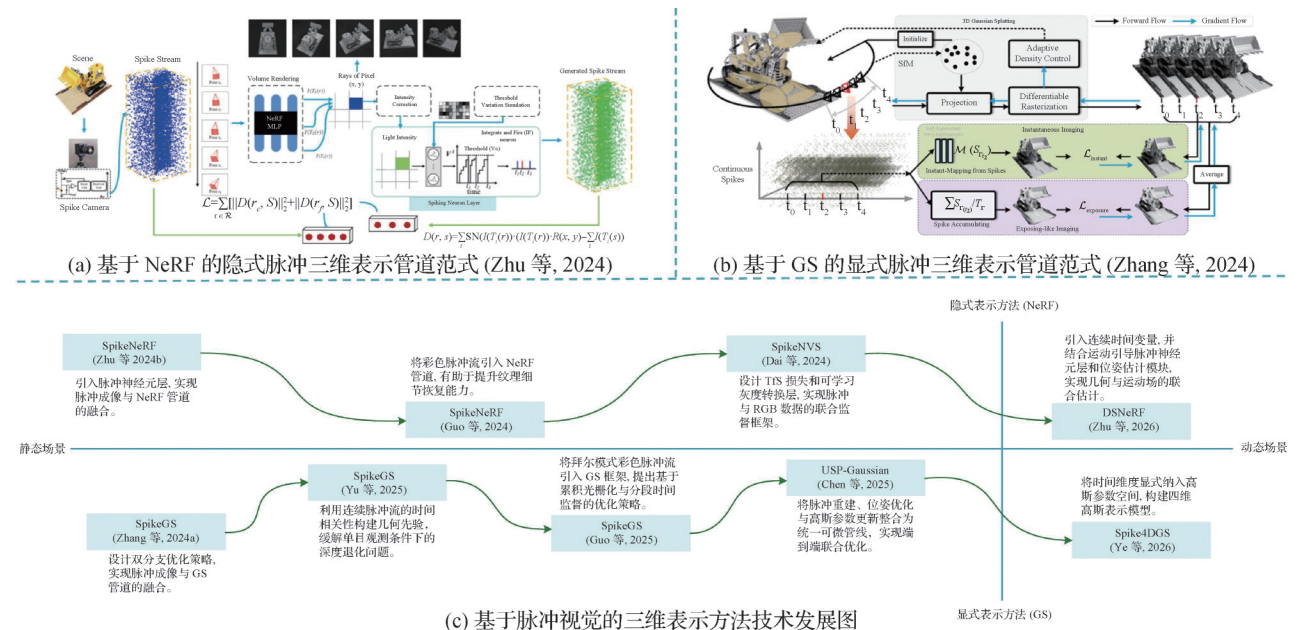 Scene
Spike Stream
Volume Rendering
NeRF
MLP
Rays of Pixel
(x, y)
Intensity
Correction
Threshold
Variation Simulation
Generated Spike Stream
Light Intensity
Integrate and Fire (IF)
neuron
Threshold (Vo)
time
Spiking Neuron Layer
Spike Camera
(a) 基于 NeRF 的隐式脉冲三维表示管道范式 (Zhu 等, 2024)
3D Gaussian Splatting
Forward Flow
Gradient Flow
Initialize
SfM
Adaptive
Density Control
Projection
Differentiable
Rasterization
t₀
t₁
t₂
t₃
t₄
t₀ t₁ t₂ t₃ t₄
Continuous
Spikes
t₀ t₁ t₂ t₃ t₄
Instantaneous Imaging
Instant-Mapping from Spikes
ℒinstant
Average
Spike Accumulating
Exposing-like Imaging
ℒexposure
(b) 基于 GS 的显式脉冲三维表示管道范式 (Zhang 等, 2024)
隐式表示方法 (NeRF)
SpikeNeRF
(Zhu 等 2024b)
引入脉冲神经元层, 实现
脉冲成像与 NeRF 管道
的融合。
将彩色脉冲流引入 NeRF
管道, 有助于提升纹理细
节恢复能力。
SpikeNeRF
(Guo 等, 2024)
SpikeNVS
(Dai 等, 2024)
设计 TfS 损失和可学习
灰度转换层, 实现脉冲
与 RGB 数据的联合监
督框架。
引入连续时间变量, 并
结合运动引导脉冲神经
元层和位姿估计模块,
实现几何与运动场的联
合估计。
DSNeRF
(Zhu 等, 2026)
静态场景
动态场景
SpikeGS
(Zhang 等, 2024a)
设计双分支优化策略,
实现脉冲成像与 GS
管道的融合。
SpikeGS
(Yu 等, 2025)
利用连续脉冲流的时间
相关性构建几何先验,
缓解单目观测条件下的
深度退化问题。
将拜尔模式彩色脉冲流
引入 GS 框架, 提出基于
累积光栅化与分段时间
监督的优化策略。
SpikeGS
(Guo 等, 2025)
USP-Gaussian
(Chen 等, 2025)
将脉冲重建、位姿优化
与高斯参数更新整合为
统一可微管线, 实现端
到端联合优化。
将时间维度显式纳入高
斯参数空间, 构建四维
高斯表示模型。
Spike4DGS
(Ye 等, 2026)
显式表示方法 (GS)
(c) 基于脉冲视觉的三维表示方法技术发展图